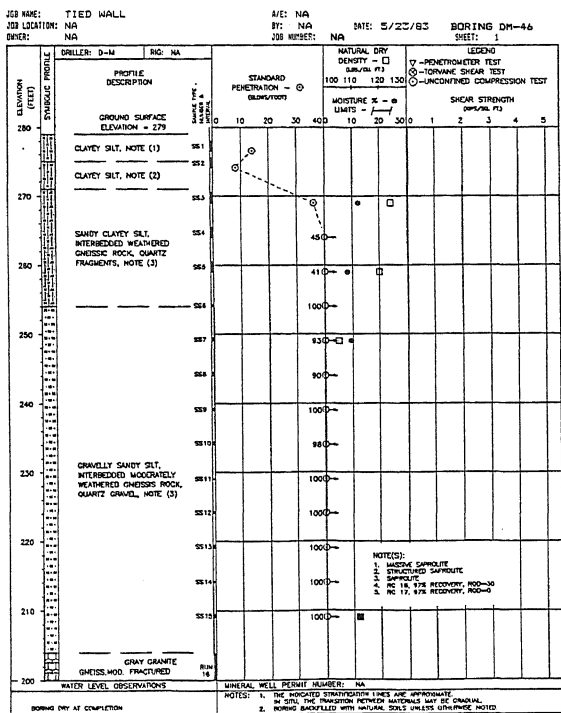 JOB NAME: TIED WALL A/E: NA
JOB LOCATION: NA BY: NA DATE: 5/23/83 BORING DM-46
OWNER: NA JOB NUMBER: NA SHEET: 1
ELEVATION (FEET)
SYMBOLIC PROFILE
DRILLER: D-M RIG: NA
PROFILE DESCRIPTION
GROUND SURFACE
ELEVATION = 279
SAMPLE TYPE, NUMBER & INTERVAL
STANDARD
PENETRATION -
(BLOWS/FOOT)
0 10 20 30 40
NATURAL DRY
DENSITY -
(LBS/CU. FT.)
100 110 120 130
MOISTURE % -
LIMITS -
0 10 20 30
LEGEND
-PENETROMETER TEST
-TORVANE SHEAR TEST
-UNCONFINED COMPRESSION TEST
SHEAR STRENGTH
(KIPS/SQ. FT.)
0 1 2 3 4 5
280
CLAYEY SILT, NOTE (1)
SS1
SS2
CLAYEY SILT, NOTE (2)
270
SS3
SANDY CLAYEY SILT,
INTERBEDDED WEATHERED
GNEISSIC ROCK, QUARTZ
FRAGMENTS, NOTE (3)
SS4
45
260
SS5
41
SS6
100
250
SS7
93
SS8
90
240
SS9
100
SS10
98
GRAVELLY SANDY SILT,
INTERBEDDED MODERATELY
WEATHERED GNEISSIS ROCK,
QUARTZ GRAVEL, NOTE (3)
230
SS11
100
SS12
100
220
SS13
100
NOTE(S):
1. MASSIVE SAPROLITE
2. STRUCTURED SAPROLITE
3. SAPROLITE
4. RC 16, 97% RECOVERY, RQD=30
5. RC 17, 97% RECOVERY, RQD=0
SS14
100
210
SS15
100
GRAY GRANITE
GNEISS,MOD. FRACTURED
RUN
16
200
WATER LEVEL OBSERVATIONS
MINERAL WELL PERMIT NUMBER: NA
BORING DRY AT COMPLETION
NOTES: 1. THE INDICATED STRATIFICATION LINES ARE APPROXIMATE.
IN SITU, THE TRANSITION BETWEEN MATERIALS MAY BE GRADUAL.
2. BORING BACKFILLED WITH NATURAL SOILS UNLESS OTHERWISE NOTED